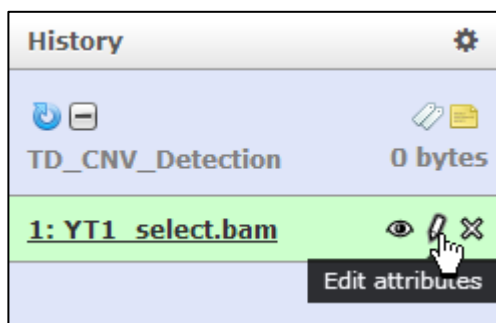 History
TD_CNV_Detection 0 bytes
1: YT1_select.bam
Edit attributes